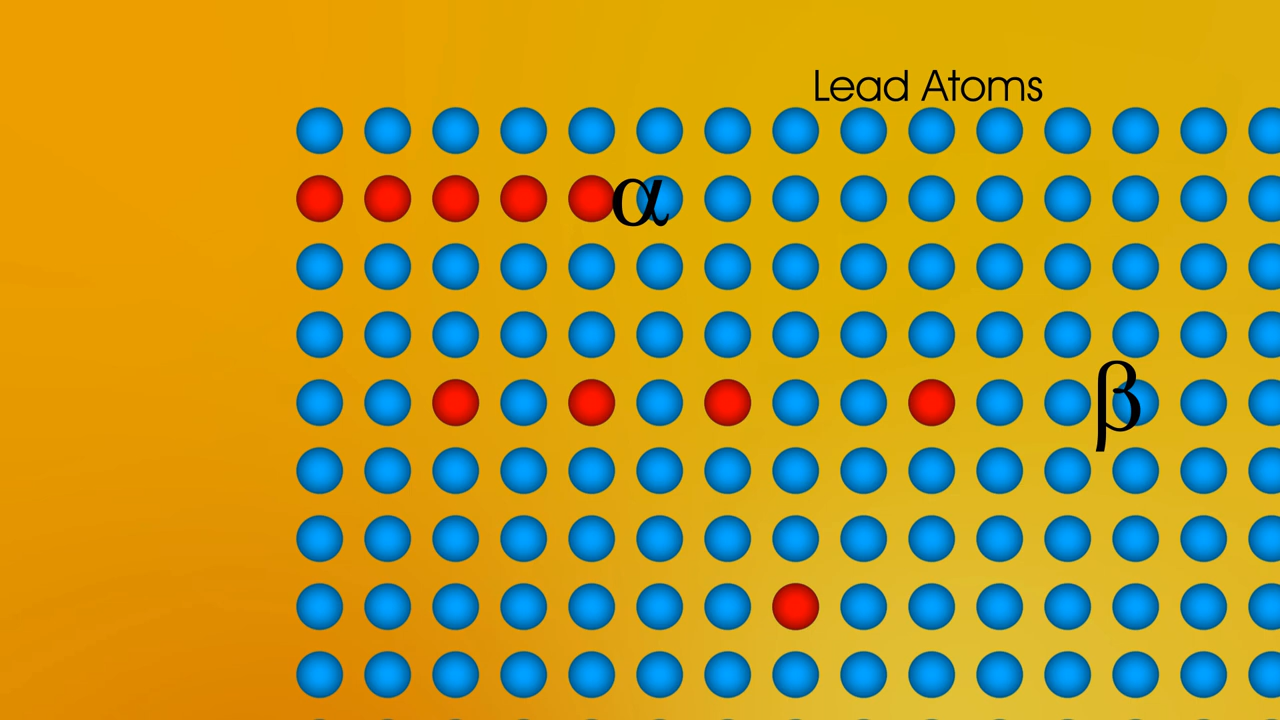 Lead Atoms
α
β